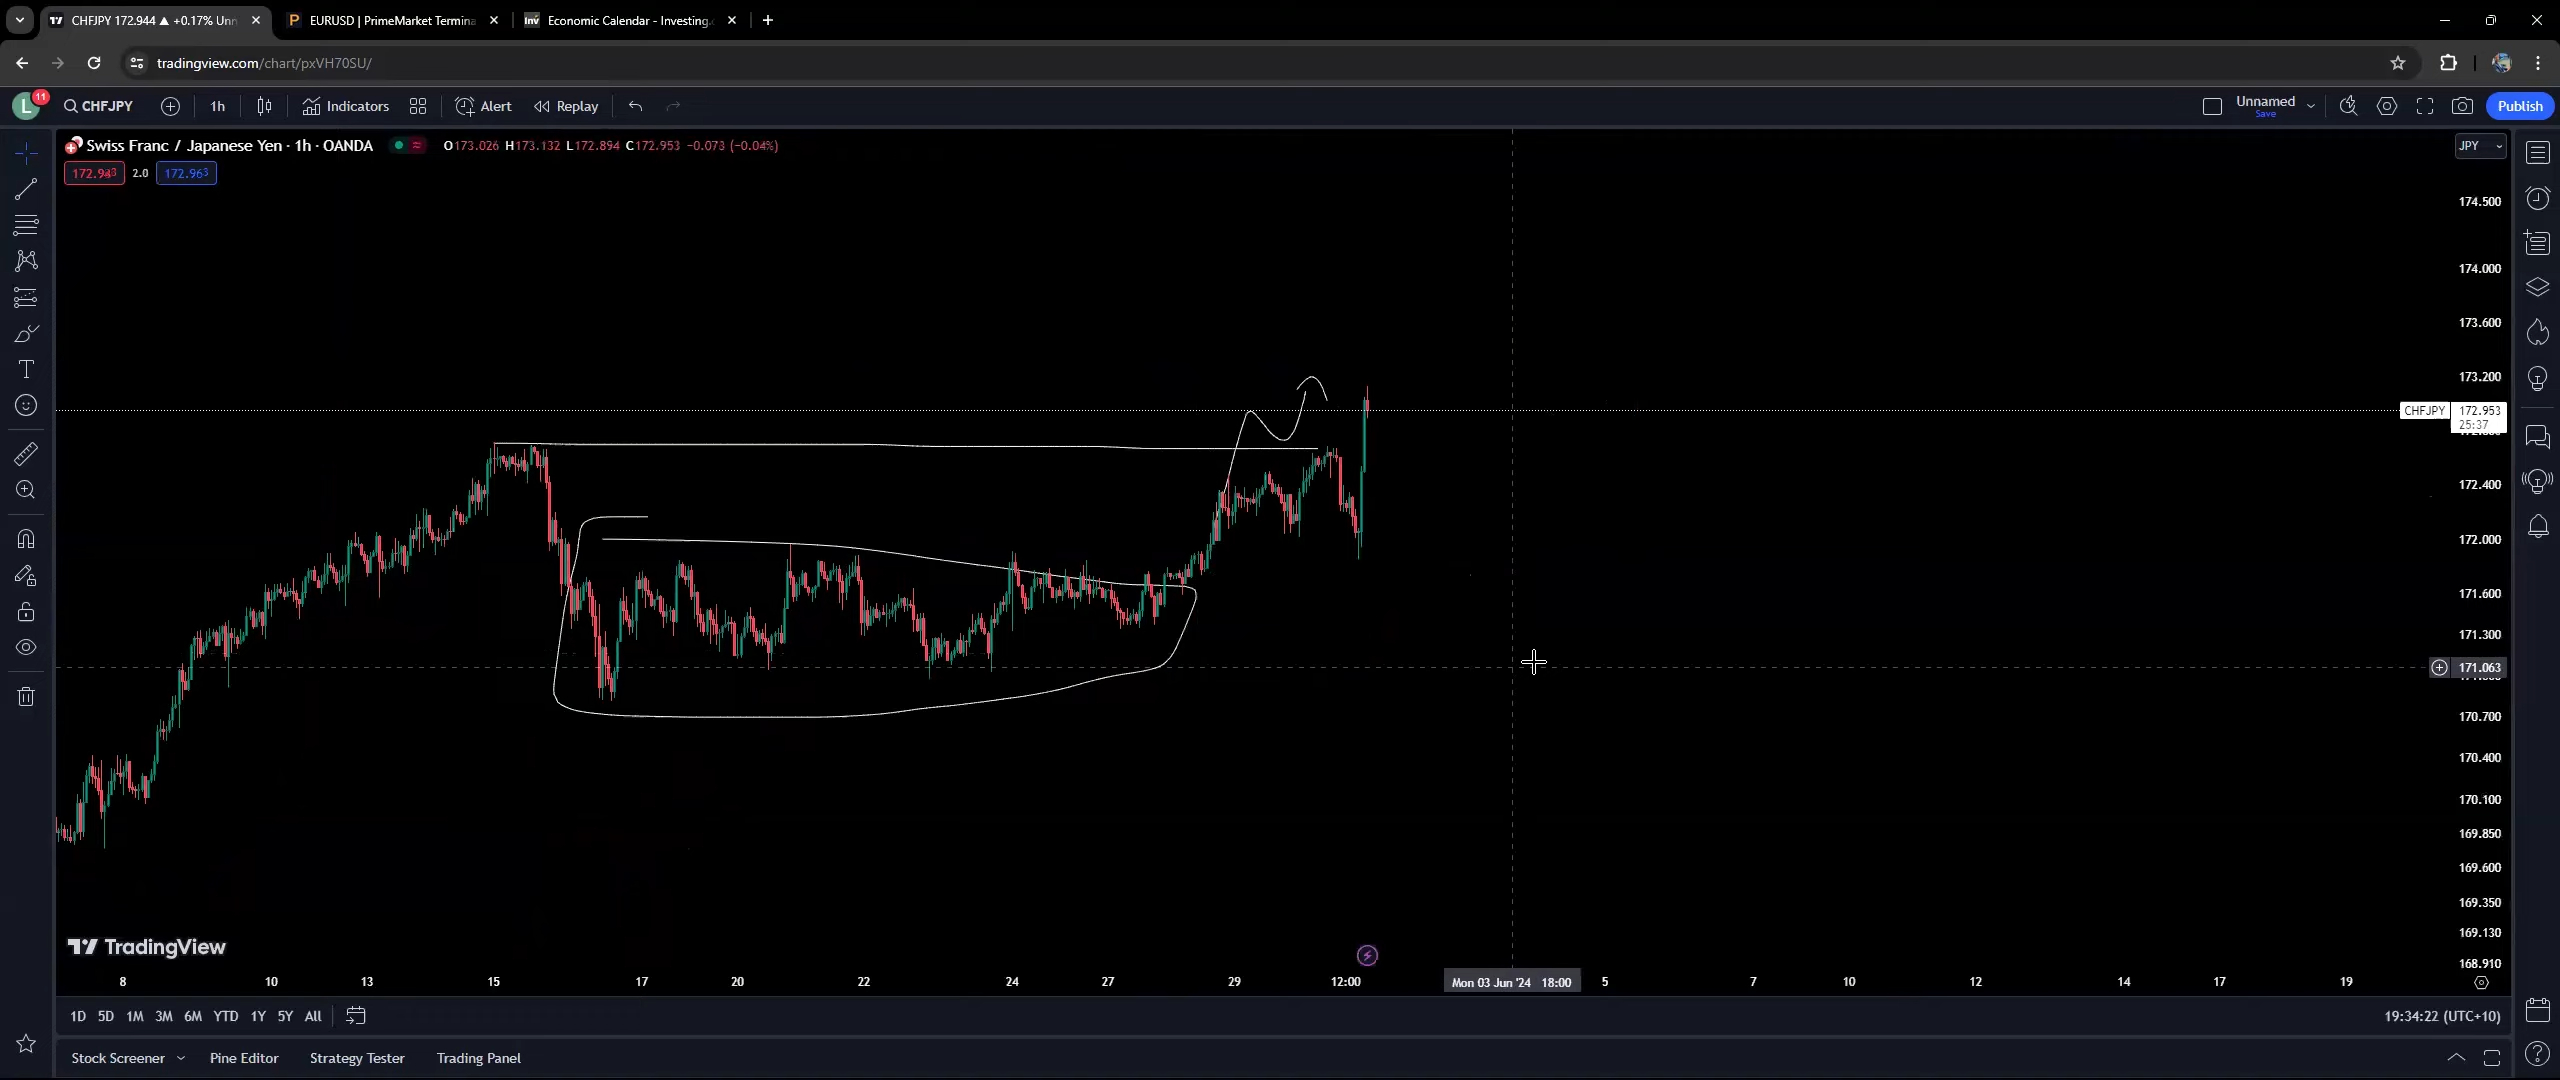 CHFJPY 172.944 ▲ +0.17% Unn
EURUSD | PrimeMarket Termina
Economic Calendar - Investing.
tradingview.com/chart/pxVH70SU/
L 11 CHFJPY 1h Indicators Alert Replay Unnamed Save Publish
Swiss Franc / Japanese Yen · 1h · OANDA O173.026 H173.132 L172.894 C172.953 -0.073 (-0.04%) JPY
172.943 2.0 172.963
174.500
174.000
173.600
173.200
CHFJPY 172.953
25:37
172.400
172.000
171.600
171.300
171.063
170.700
170.400
170.100
169.850
169.600
169.350
169.130
168.910
TradingView
8 10 13 15 17 20 22 24 27 29 12:00 Mon 03 Jun '24 18:00 5 7 10 12 14 17 19
1D 5D 1M 3M 6M YTD 1Y 5Y All 19:34:22 (UTC+10)
Stock Screener Pine Editor Strategy Tester Trading Panel